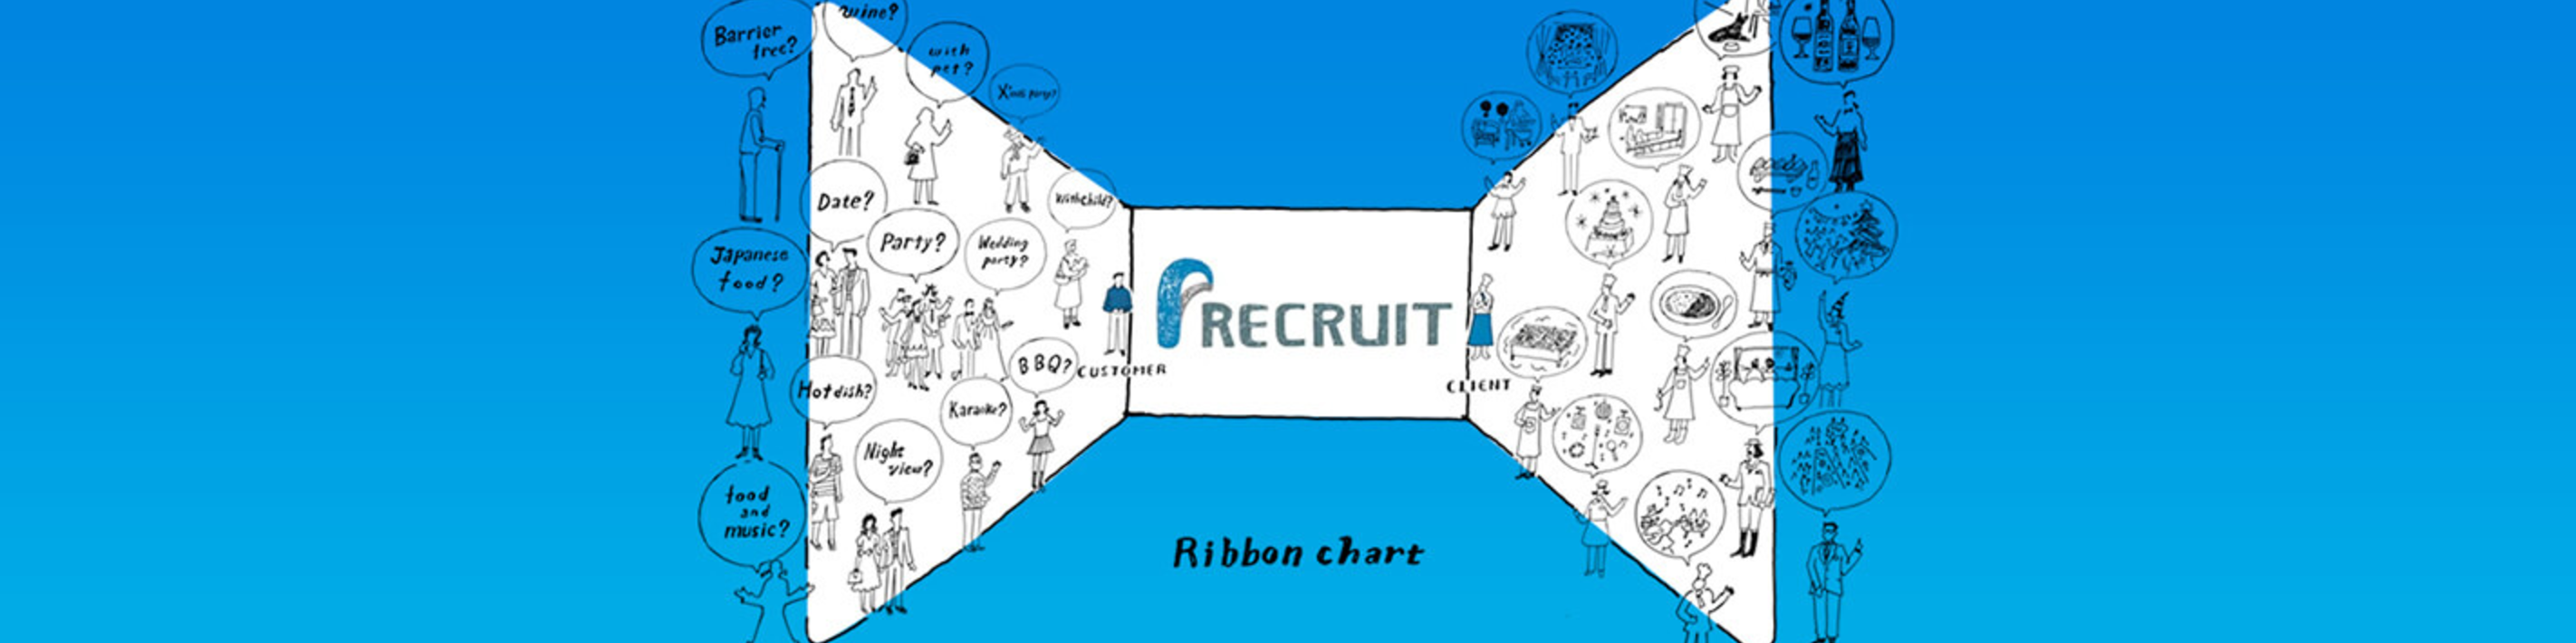 Barrier
free?
wine?
with
pet?
X'mas party?
Date?
With child?
Party?
Wedding
party?
Japanese
food?
Hot dish?
BBQ?
CUSTOMER
RECRUIT
CLIENT
Karaoke?
Night
view?
food
and
music?
Ribbon chart